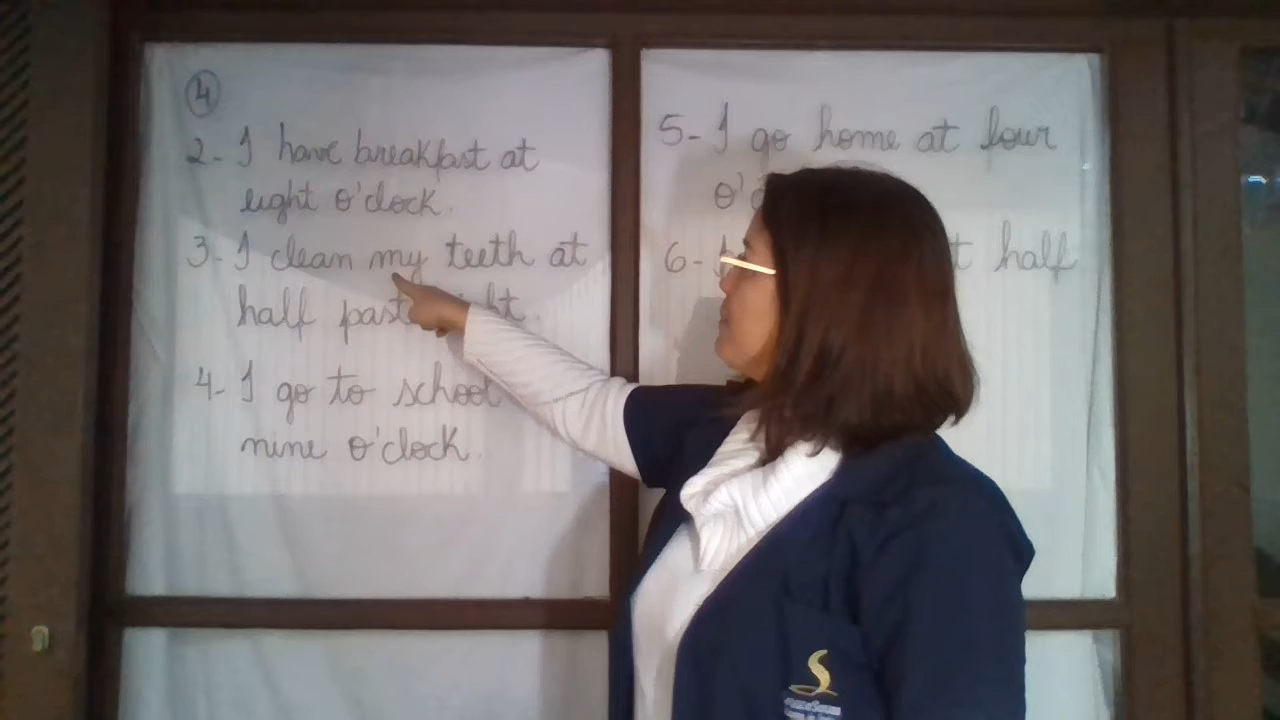 4
2- I have breakfast at
eight o'clock.
3- I clean my teeth at
half past
4- I go to school
nine o'clock.
5- I go home at four
6- half